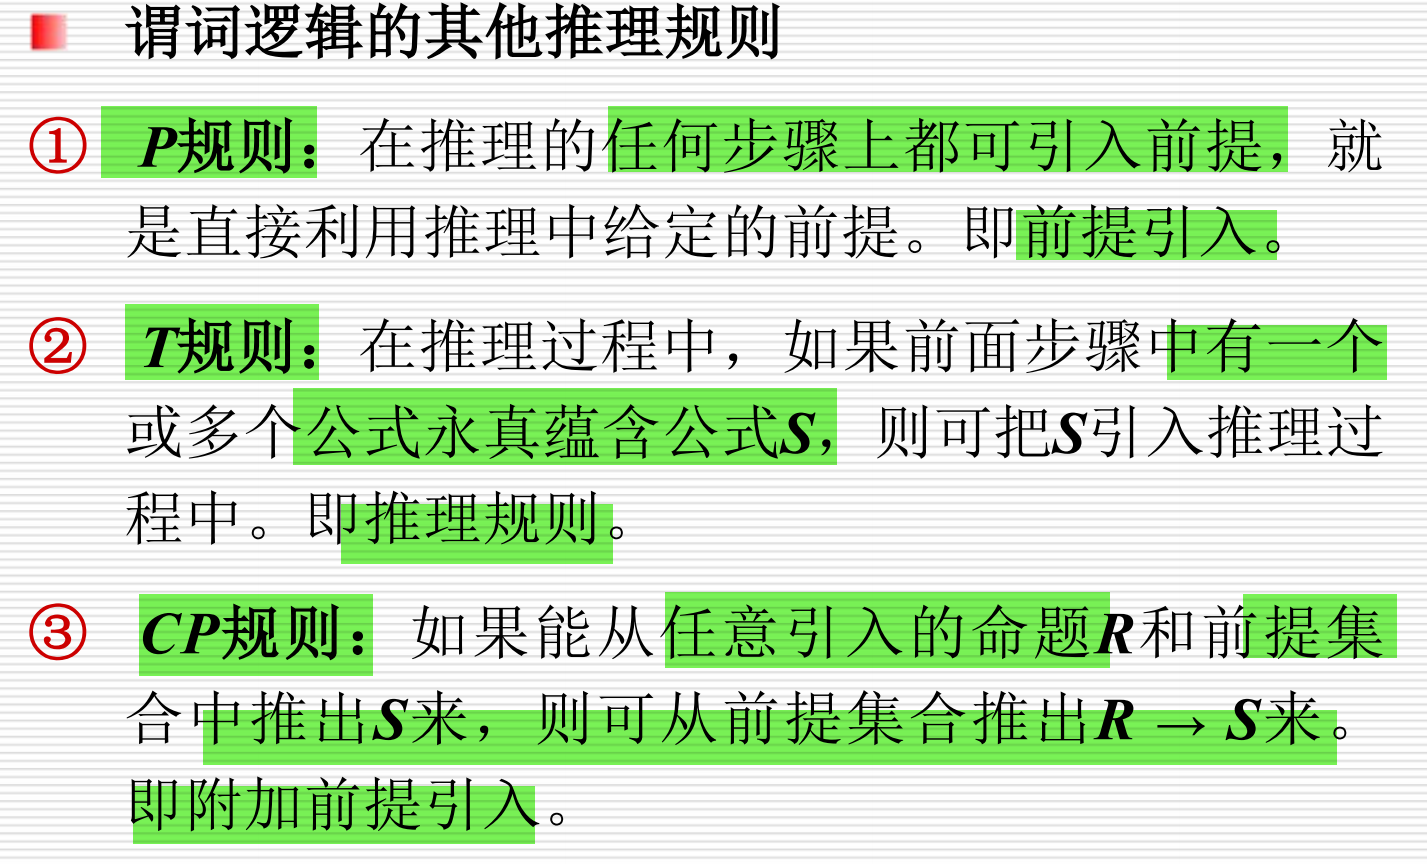 谓词逻辑的其他推理规则
① P规则：在推理的任何步骤上都可引入前提，就
是直接利用推理中给定的前提。即前提引入。
② T规则：在推理过程中，如果前面步骤中有一个
或多个公式永真蕴含公式S，则可把S引入推理过
程中。即推理规则。
③ CP规则：如果能从任意引入的命题R和前提集
合中推出S来，则可从前提集合推出R → S来。
即附加前提引入。